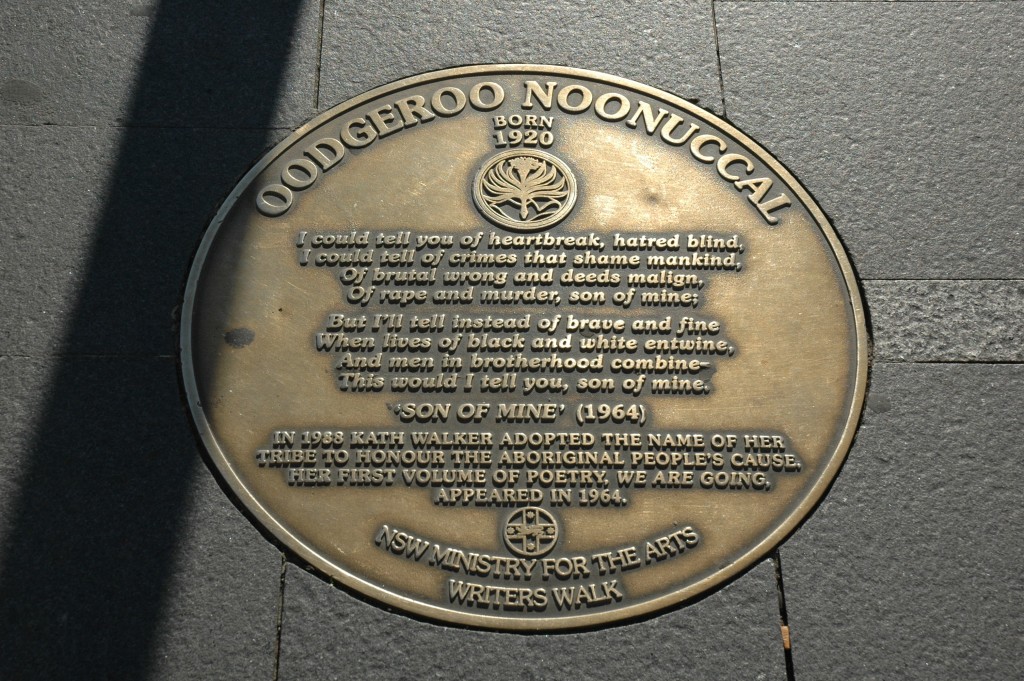 OODGEROO NOONUCCAL
BORN
1920
I could tell you of heartbreak, hatred blind,
I could tell of crimes that shame mankind,
Of brutal wrong and deeds malign,
Of rape and murder, son of mine;
But I'll tell instead of brave and fine
When lives of black and white entwine,
And men in brotherhood combine–
This would I tell you, son of mine.
'SON OF MINE' (1964)
IN 1988 KATH WALKER ADOPTED THE NAME OF HER
TRIBE TO HONOUR THE ABORIGINAL PEOPLE'S CAUSE.
HER FIRST VOLUME OF POETRY, WE ARE GOING,
APPEARED IN 1964.
NSW MINISTRY FOR THE ARTS
WRITERS WALK